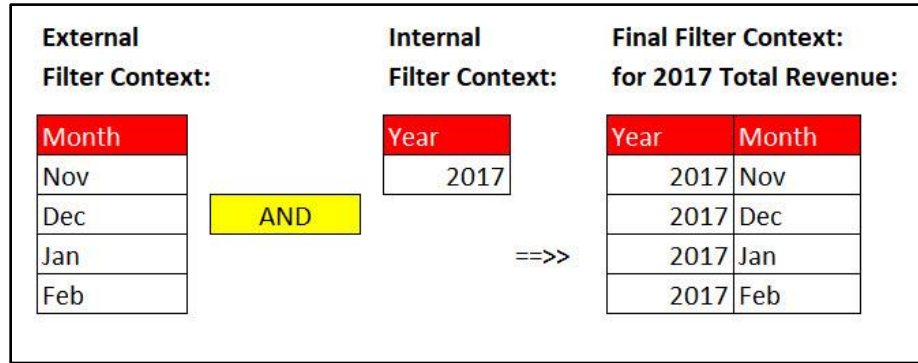 External
Filter Context:
Internal
Filter Context:
Final Filter Context:
for 2017 Total Revenue:
Month
Nov
Dec
Jan
Feb
AND
Year
2017
==>>
Year Month
2017 Nov
2017 Dec
2017 Jan
2017 Feb